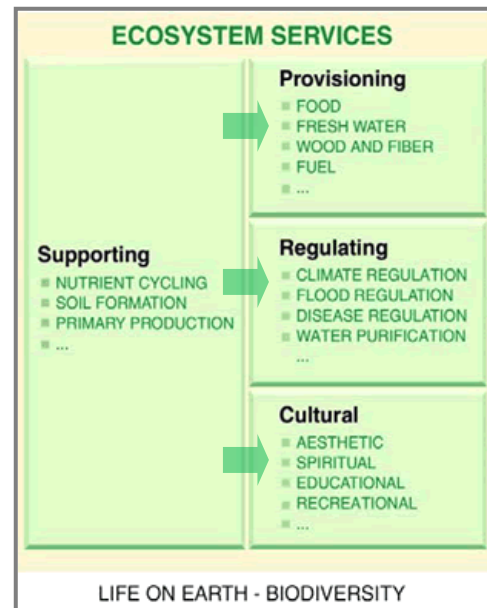 ECOSYSTEM SERVICES
Supporting
NUTRIENT CYCLING
SOIL FORMATION
PRIMARY PRODUCTION
...
Provisioning
FOOD
FRESH WATER
WOOD AND FIBER
FUEL
...
Regulating
CLIMATE REGULATION
FLOOD REGULATION
DISEASE REGULATION
WATER PURIFICATION
...
Cultural
AESTHETIC
SPIRITUAL
EDUCATIONAL
RECREATIONAL
...
LIFE ON EARTH - BIODIVERSITY